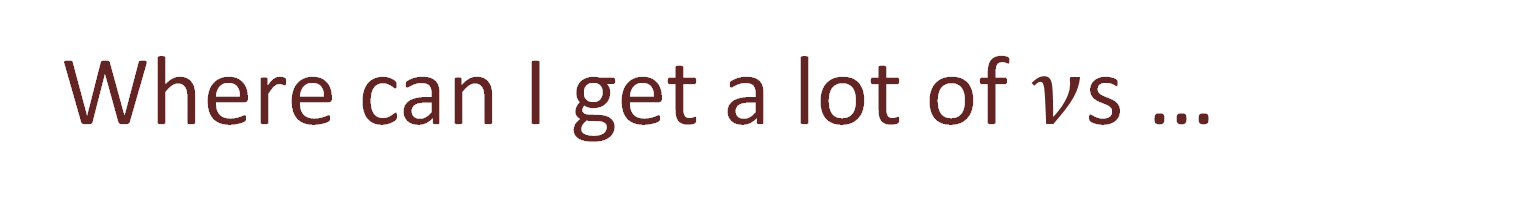 Where can I get a lot of 𝜈s …